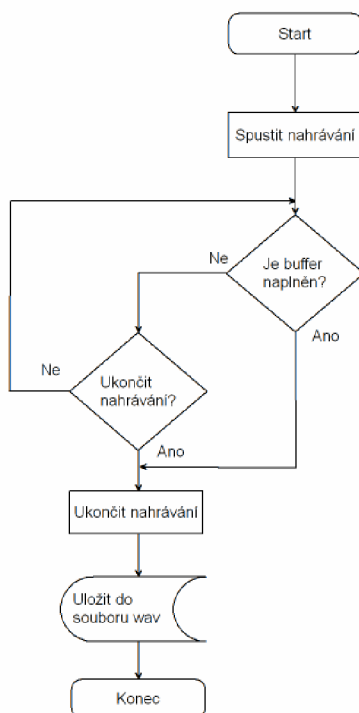 Start
Spustit nahrávání
Ne
Je buffer
naplněn?
Ano
Ne
Ukončit
nahrávání?
Ano
Ukončit nahrávání
Uložit do
souboru wav
Konec